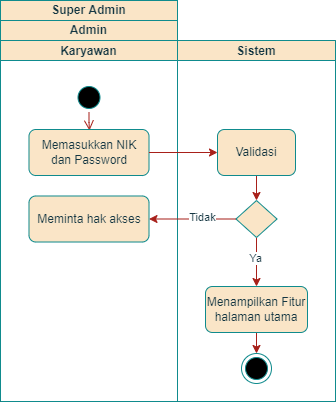 Super Admin
Admin
Karyawan
Sistem
Memasukkan NIK
dan Password
Validasi
Meminta hak akses
Tidak
Ya
Menampilkan Fitur
halaman utama